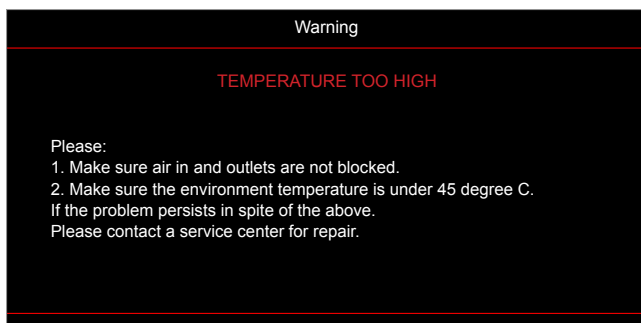 Warning
TEMPERATURE TOO HIGH
Please:
1. Make sure air in and outlets are not blocked.
2. Make sure the environment temperature is under 45 degree C.
If the problem persists in spite of the above.
Please contact a service center for repair.